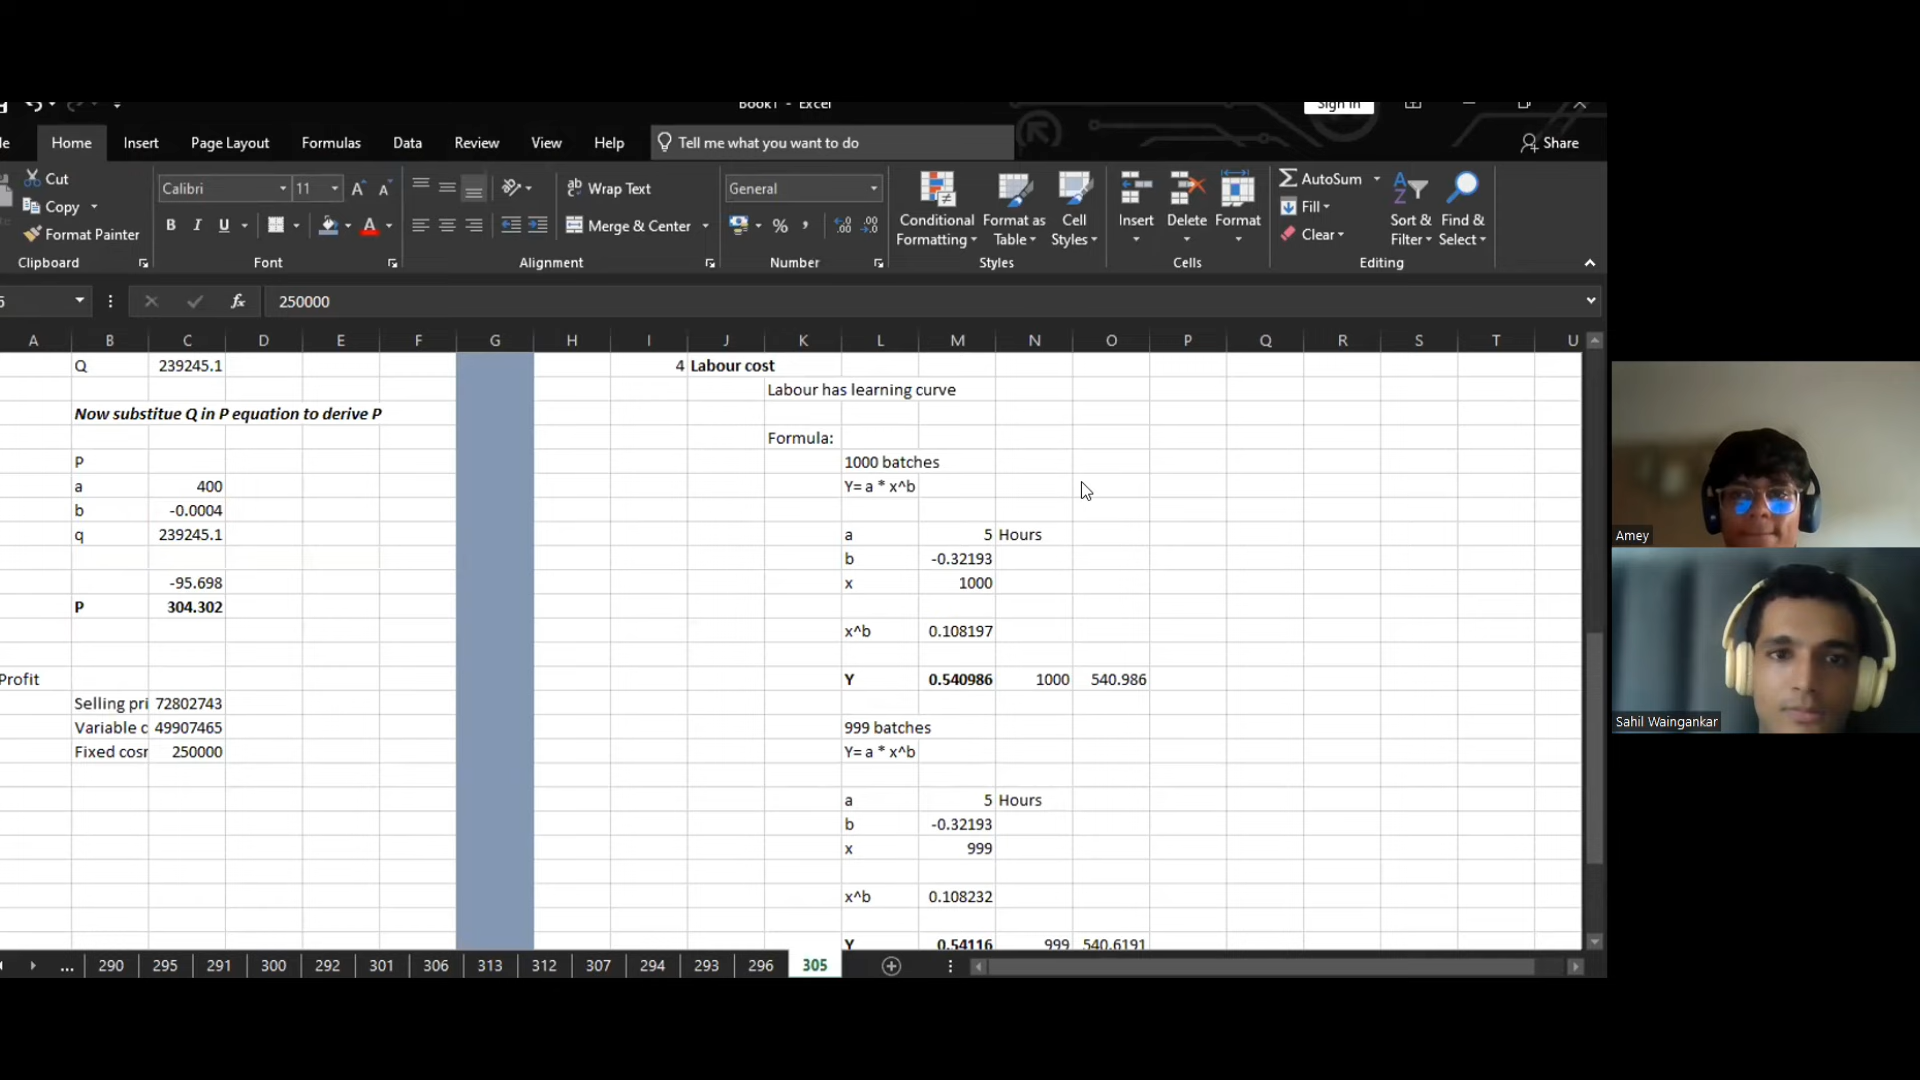 Book1 - Excel
Sign in
Home Insert Page Layout Formulas Data Review View Help Tell me what you want to do Share
Cut
Copy
Format Painter
Clipboard
Calibri 11
B I U
Font
Wrap Text
Merge & Center
Alignment
General
Number
Conditional Formatting
Format as Table
Cell Styles
Styles
Insert Delete Format
Cells
AutoSum
Fill
Clear
Sort & Filter
Find & Select
Editing
5 fx 250000
A B C D E F G H I J K L M N O P Q R S T U
Q 239245.1 4 Labour cost
Labour has learning curve
Now substitue Q in P equation to derive P
Formula:
P 1000 batches
a 400 Y= a * x^b
b -0.0004
q 239245.1 a 5 Hours
b -0.32193
-95.698 x 1000
P 304.302
x^b 0.108197
Profit Y 0.540986 1000 540.986
Selling pri 72802743
Variable c 49907465 999 batches
Fixed cosr 250000 Y= a * x^b
a 5 Hours
b -0.32193
x 999
x^b 0.108232
Y 0.54116 999 540.6191
... 290 295 291 300 292 301 306 313 312 307 294 293 296 305
Amey
Sahil Waingankar